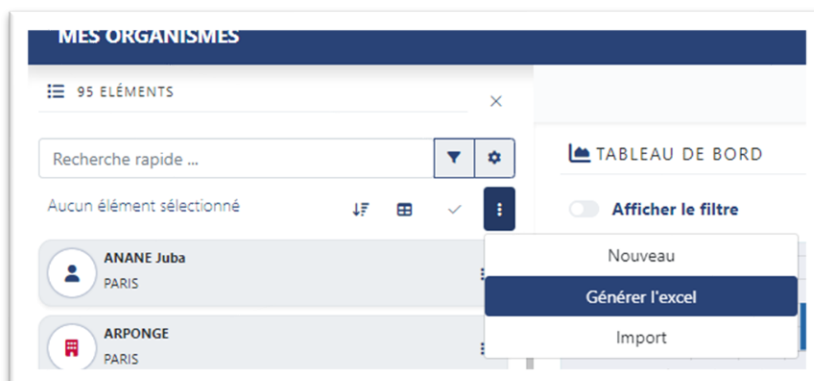 MES ORGANISMES
95 ELÉMENTS
Recherche rapide ...
TABLEAU DE BORD
Aucun élément sélectionné
Afficher le filtre
ANANE Juba
PARIS
Nouveau
Générer l'excel
Import
ARPONGE
PARIS